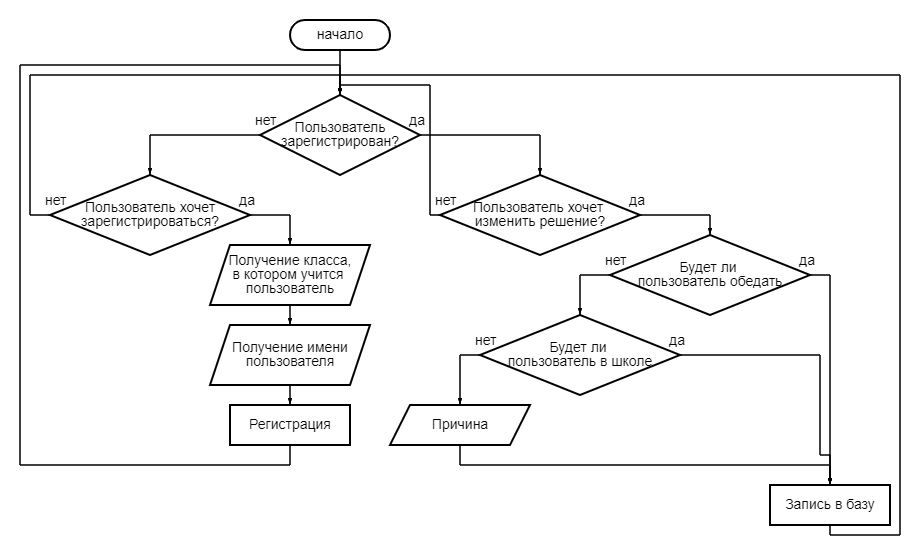 начало
нет
да
Пользователь
зарегистрирован?
нет
да
Пользователь хочет
зарегистрироваться?
нет
да
Пользователь хочет
изменить решение?
Получение класса,
в котором учится
пользователь
нет
да
Будет ли
пользователь обедать
Получение имени
пользователя
нет
да
Будет ли
пользователь в школе
Регистрация
Причина
Запись в базу